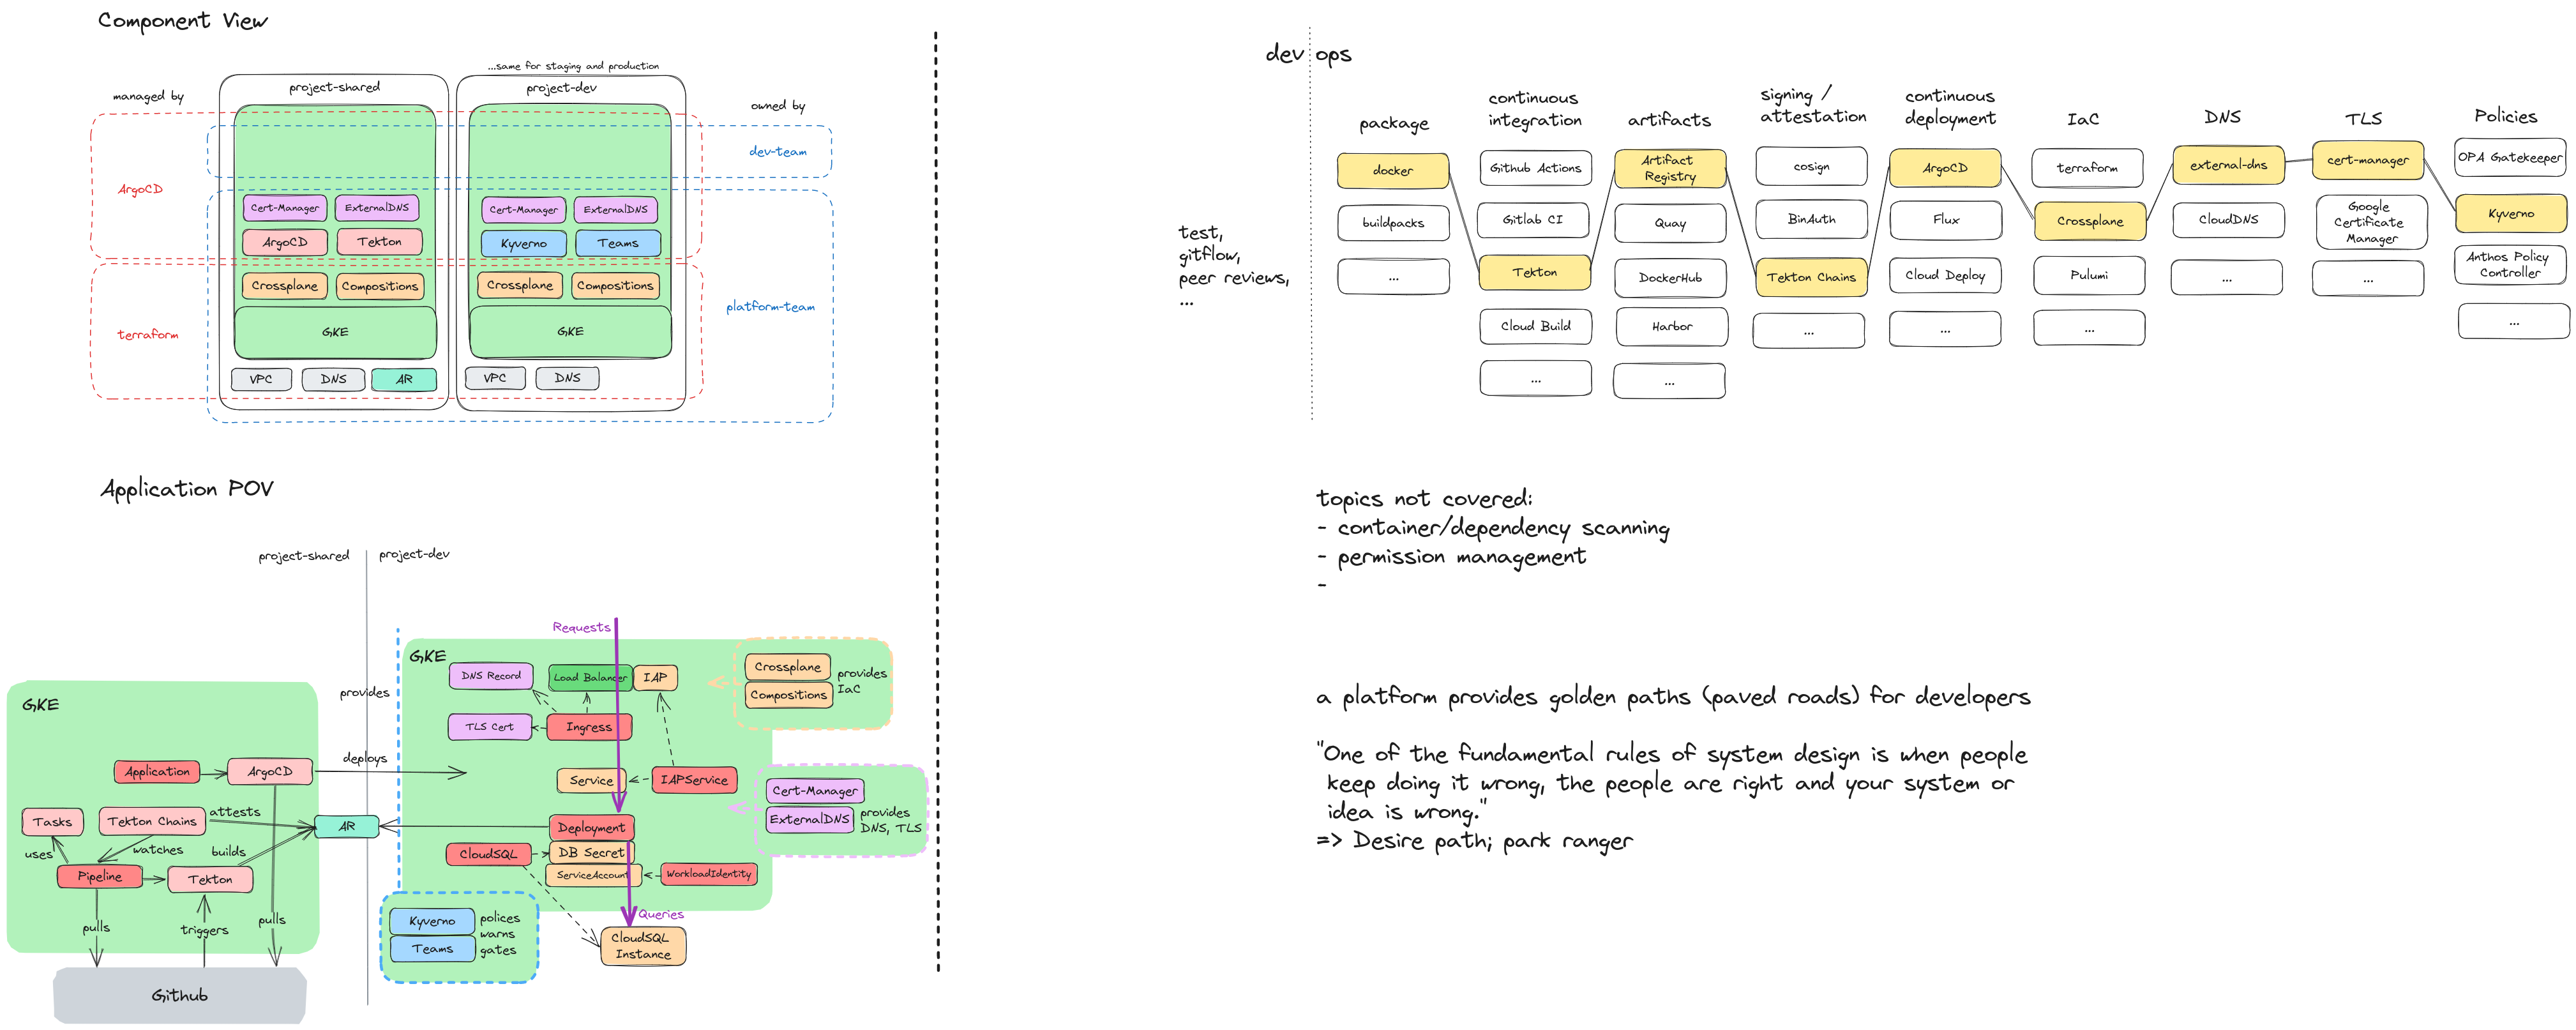 Component View
...same for staging and production
project-shared
project-dev
managed by
owned by
dev-team
ArgoCD
Cert-Manager
ExternalDNS
Cert-Manager
ExternalDNS
ArgoCD
Tekton
Kyverno
Teams
Crossplane
Compositions
Crossplane
Compositions
platform-team
terraform
GKE
GKE
VPC
DNS
AR
VPC
DNS
Application POV
project-shared
project-dev
Requests
GKE
DNS Record
Load Balancer
IAP
Crossplane
Compositions
provides
IaC
provides
GKE
TLS Cert
Ingress
deploys
Application
ArgoCD
Service
IAPService
Cert-Manager
ExternalDNS
provides
DNS, TLS
Tasks
Tekton Chains
attests
AR
Deployment
uses
watches
builds
CloudSQL
DB Secret
Pipeline
Tekton
ServiceAccount
WorkloadIdentity
pulls
triggers
pulls
Kyverno
Teams
polices
warns
gates
Queries
CloudSQL
Instance
Github
dev
ops
test,
gitflow,
peer reviews,
...
package
docker
buildpacks
...
continuous
integration
Github Actions
Gitlab CI
Tekton
Cloud Build
...
artifacts
Artifact
Registry
Quay
DockerHub
Harbor
...
signing /
attestation
cosign
BinAuth
Tekton Chains
...
continuous
deployment
ArgoCD
Flux
Cloud Deploy
...
IaC
terraform
Crossplane
Pulumi
...
DNS
external-dns
CloudDNS
...
TLS
cert-manager
Google
Certificate
Manager
...
Policies
OPA Gatekeeper
Kyverno
Anthos Policy
Controller
...
topics not covered:
- container/dependency scanning
- permission management
-
a platform provides golden paths (paved roads) for developers
"One of the fundamental rules of system design is when people
keep doing it wrong, the people are right and your system or
idea is wrong."
=> Desire path; park ranger